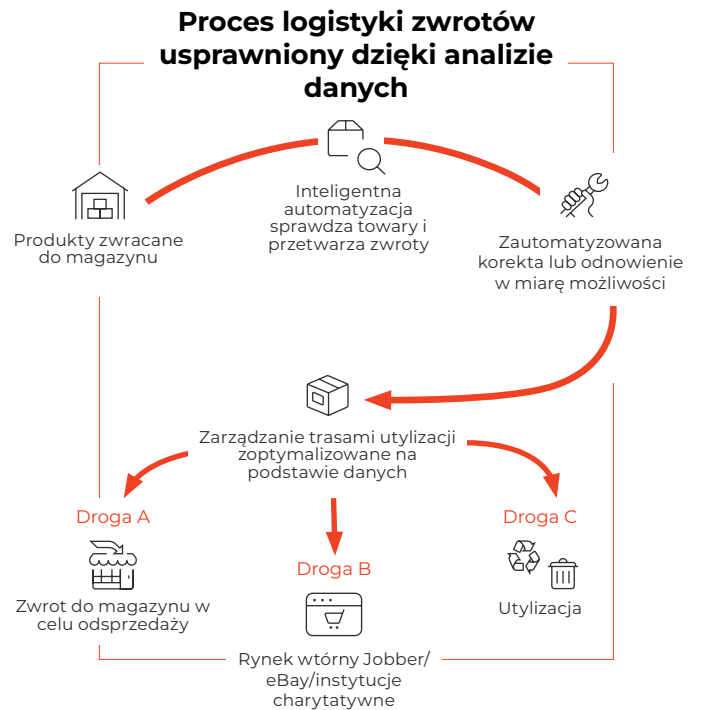 Proces logistyki zwrotów
usprawniony dzięki analizie
danych
Produkty zwracane
do magazynu
Inteligentna
automatyzacja
sprawdza towary i
przetwarza zwroty
Zautomatyzowana
korekta lub odnowienie
w miarę możliwości
Zarządzanie trasami utylizacji
zoptymalizowane na
podstawie danych
Droga A
Zwrot do magazynu w
celu odsprzedaży
Droga B
Rynek wtórny Jobber/
eBay/instytucje
charytatywne
Droga C
Utylizacja